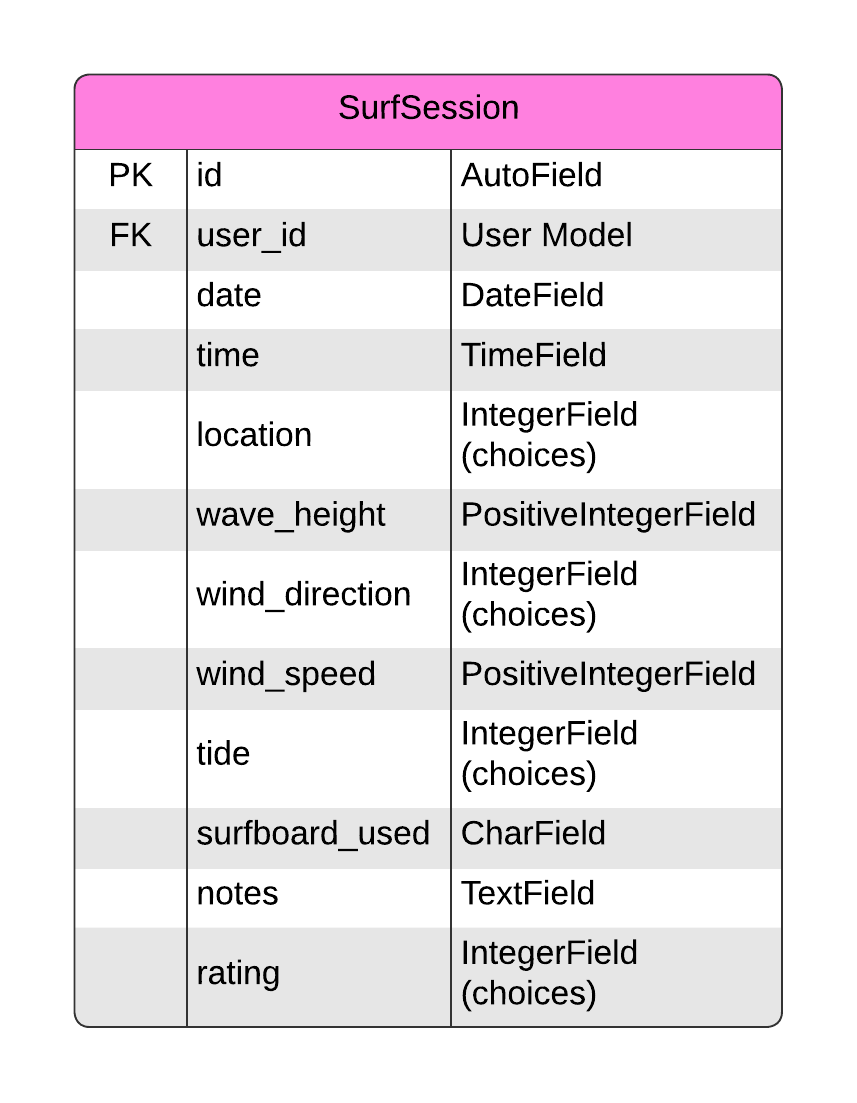 SurfSession
PK id AutoField
FK user_id User Model
date DateField
time TimeField
location IntegerField
(choices)
wave_height PositiveIntegerField
wind_direction IntegerField
(choices)
wind_speed PositiveIntegerField
tide IntegerField
(choices)
surfboard_used CharField
notes TextField
rating IntegerField
(choices)